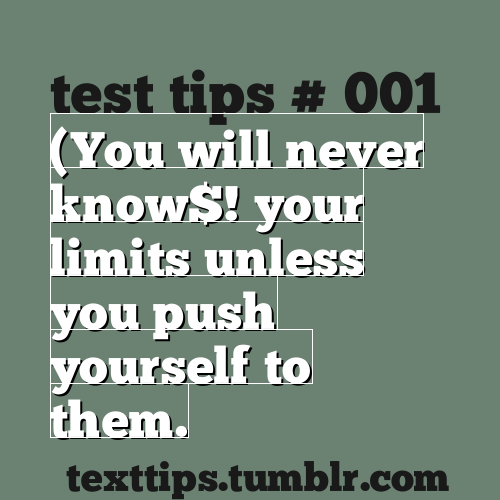 test tips # 001
(You will never
know$! your
limits unless
you push
yourself to
them.
texttips.tumblr.com